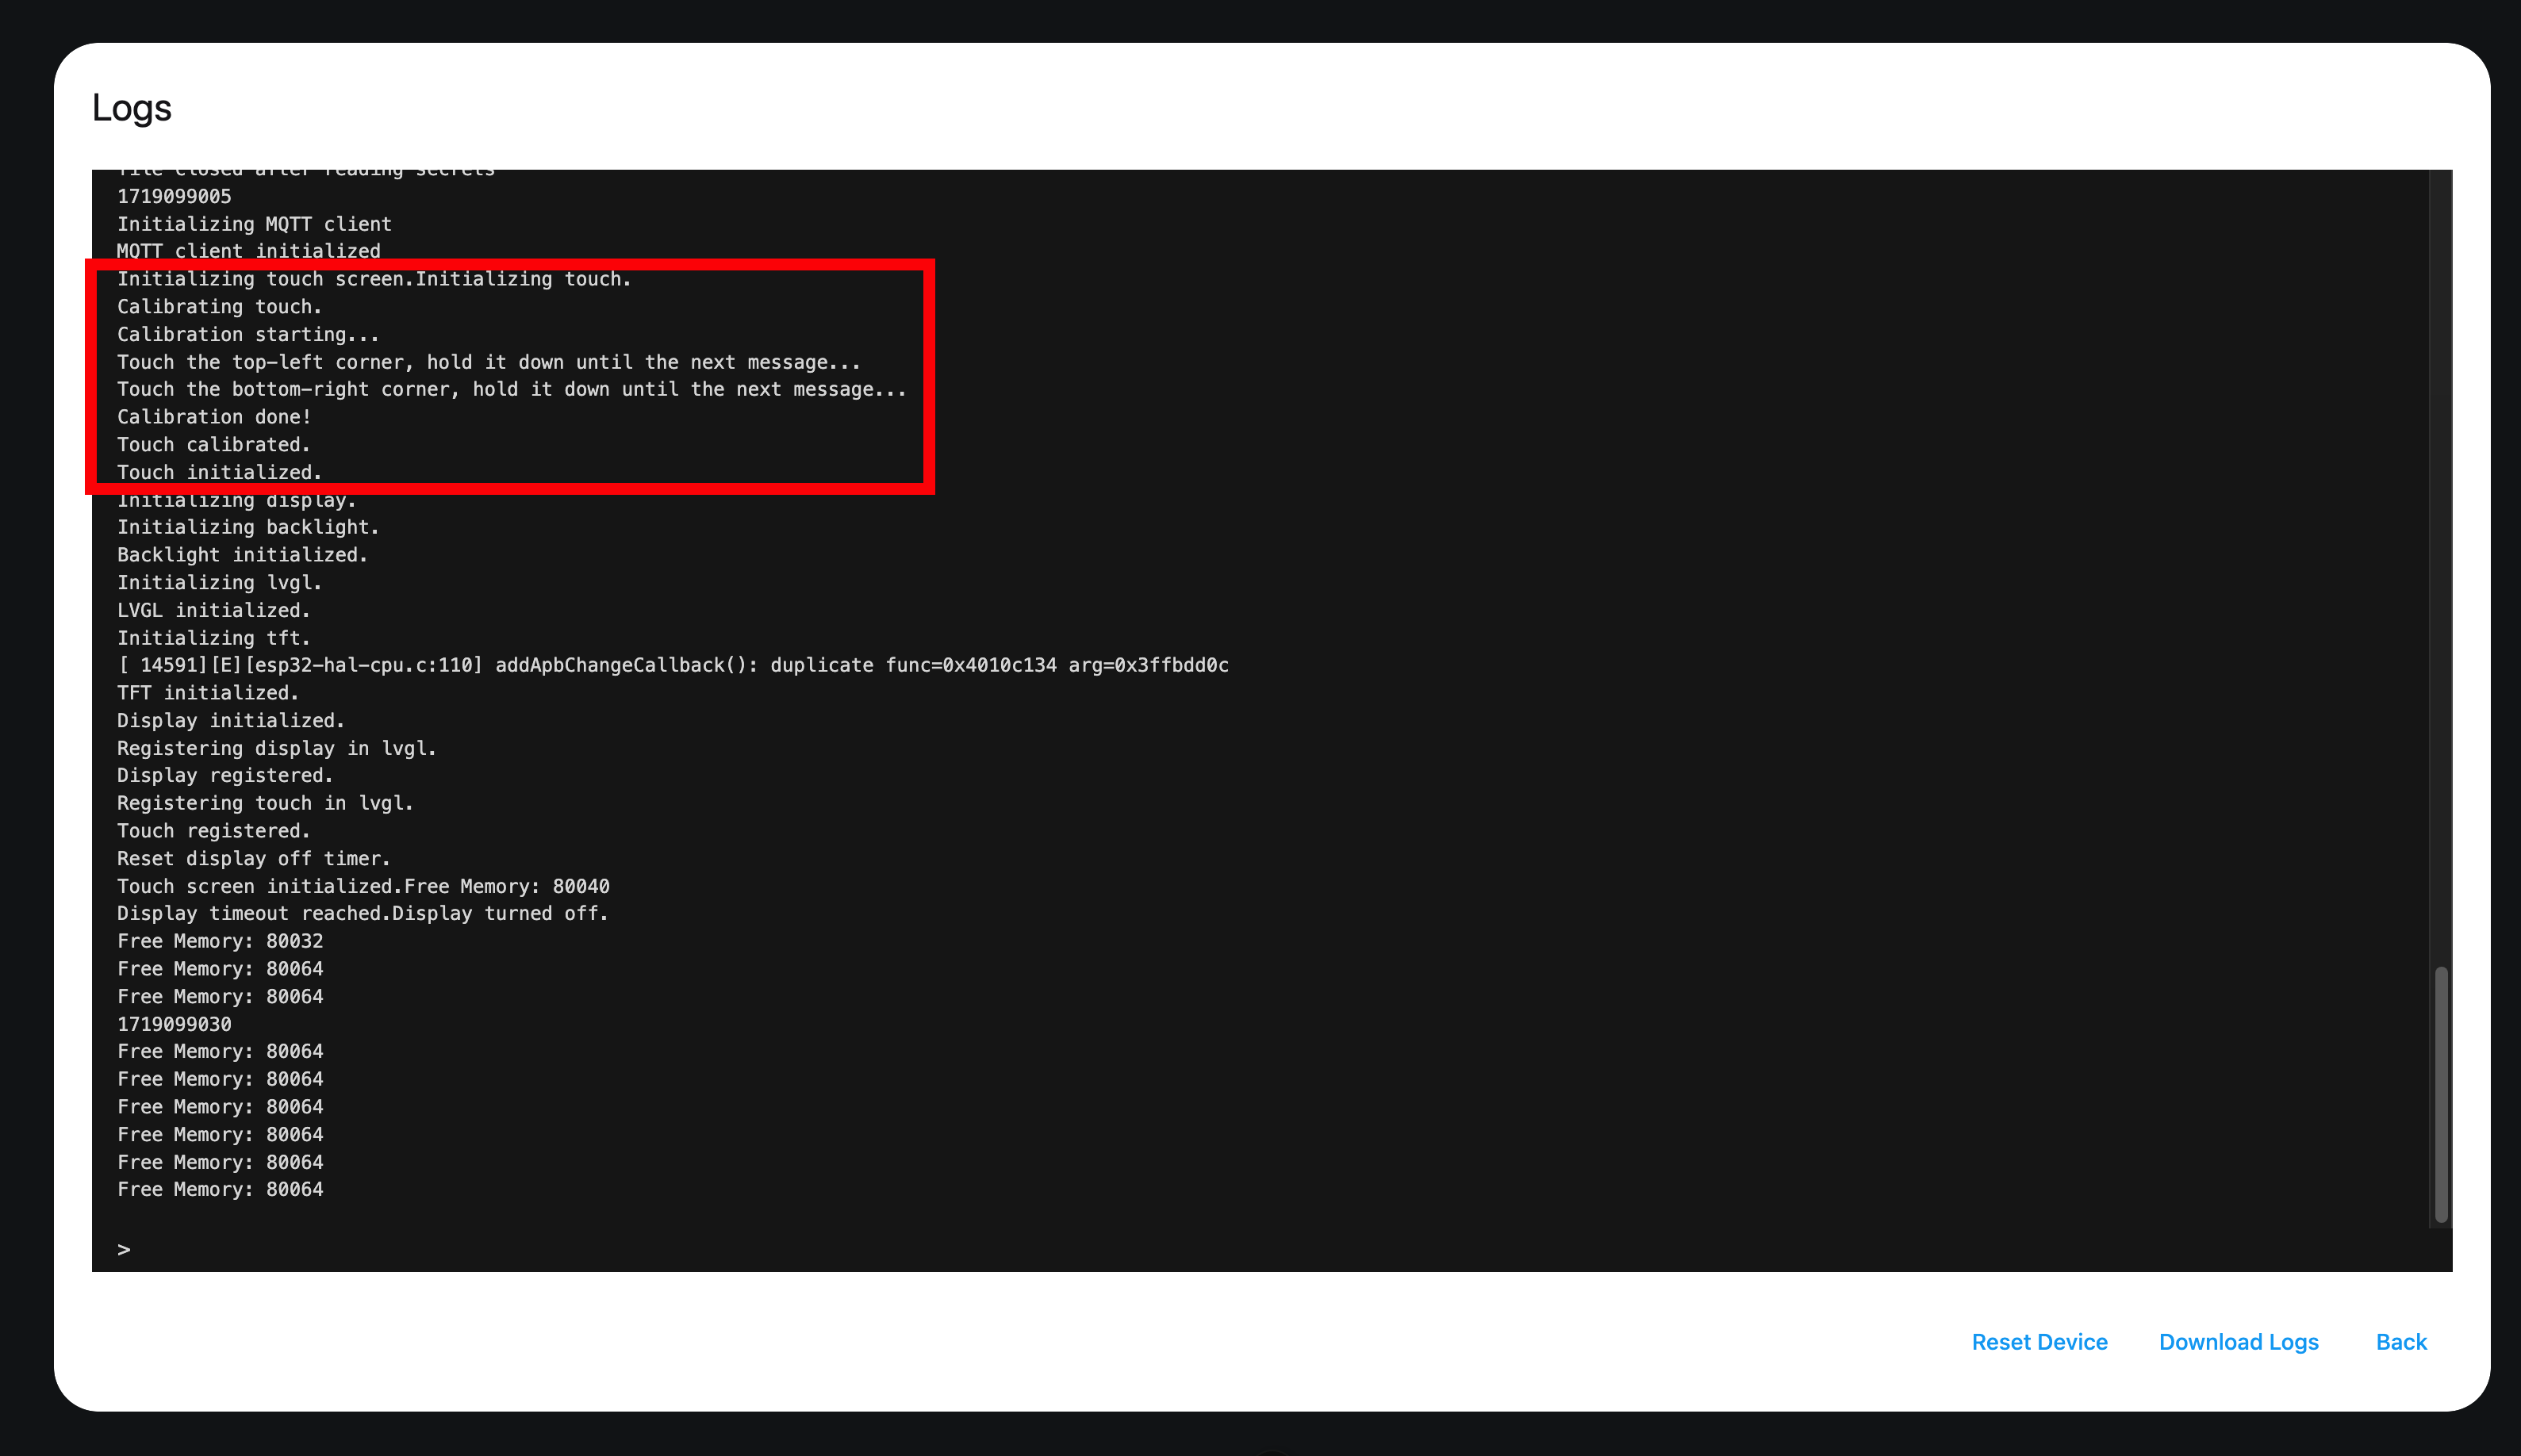 Logs
file closed after reading secrets
1719099005
Initializing MQTT client
MQTT client initialized
Initializing touch screen.Initializing touch.
Calibrating touch.
Calibration starting...
Touch the top-left corner, hold it down until the next message...
Touch the bottom-right corner, hold it down until the next message...
Calibration done!
Touch calibrated.
Touch initialized.
Initializing display.
Initializing backlight.
Backlight initialized.
Initializing lvgl.
LVGL initialized.
Initializing tft.
[ 14591][E][esp32-hal-cpu.c:110] addApbChangeCallback(): duplicate func=0x4010c134 arg=0x3ffbdd0c
TFT initialized.
Display initialized.
Registering display in lvgl.
Display registered.
Registering touch in lvgl.
Touch registered.
Reset display off timer.
Touch screen initialized.Free Memory: 80040
Display timeout reached.Display turned off.
Free Memory: 80032
Free Memory: 80064
Free Memory: 80064
1719099030
Free Memory: 80064
Free Memory: 80064
Free Memory: 80064
Free Memory: 80064
Free Memory: 80064
Free Memory: 80064
>
Reset Device Download Logs Back